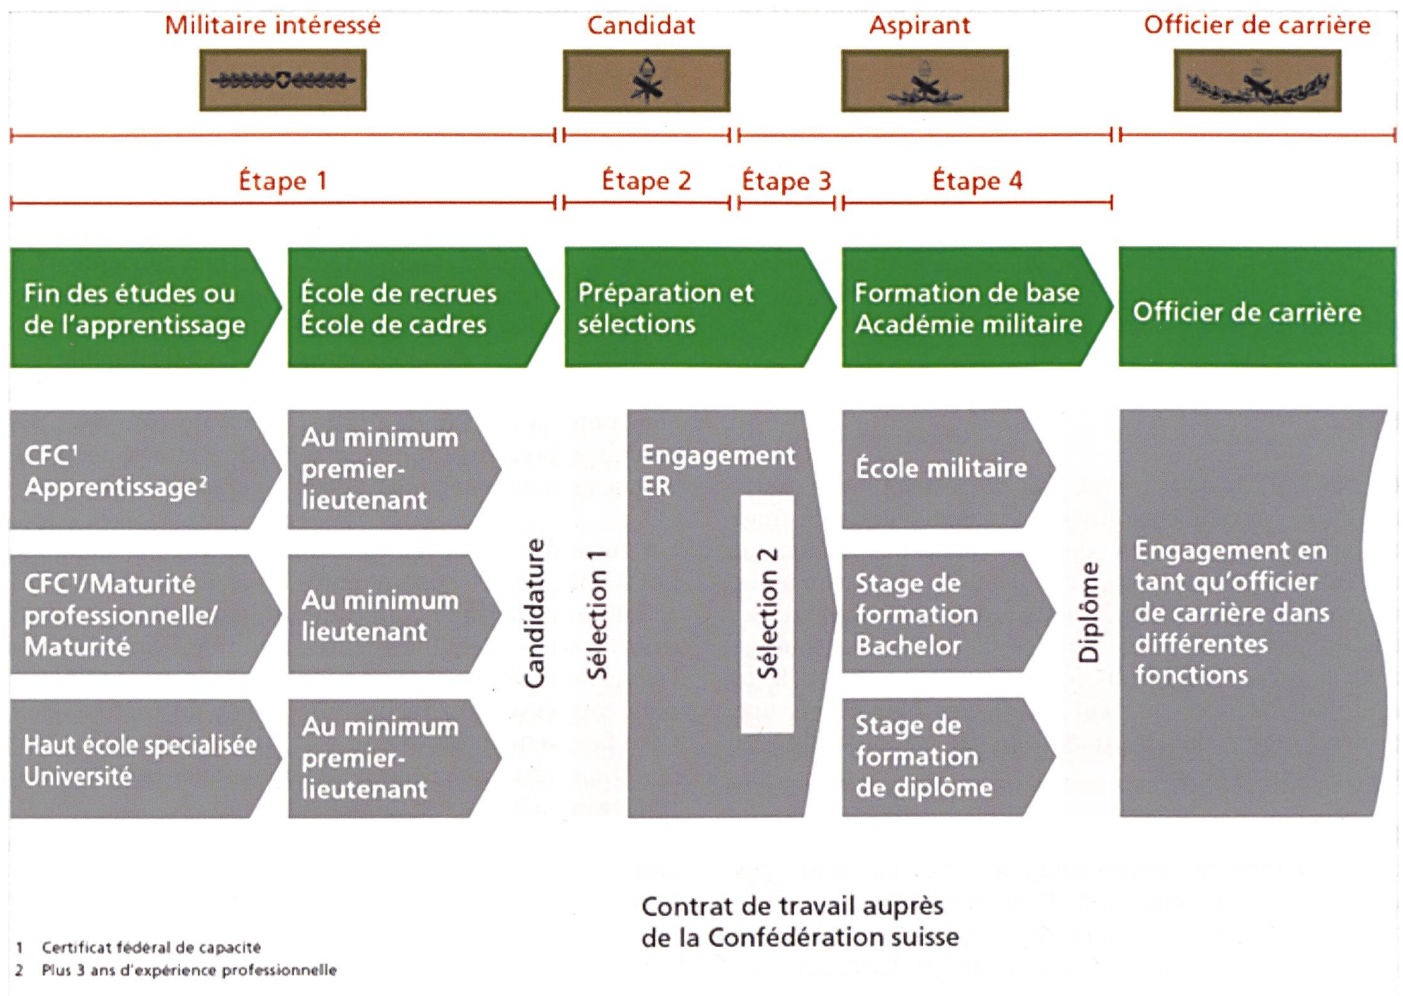 Militaire intéressé
Candidat
Aspirant
Officier de carrière
Étape 1
Étape 2
Étape 3
Étape 4
Fin des études ou
de l'apprentissage
École de recrues
École de cadres
Préparation et
sélections
Formation de base
Académie militaire
Officier de carrière
CFC¹
Apprentissage²
Au minimum
premier-
lieutenant
CFC¹/Maturité
professionnelle/
Maturité
Au minimum
lieutenant
Haut école specialisée
Université
Au minimum
premier-
lieutenant
Candidature
Sélection 1
Engagement
ER
Sélection 2
École militaire
Stage de
formation
Bachelor
Stage de
formation
de diplôme
Diplôme
Engagement en
tant qu'officier
de carrière dans
différentes
fonctions
Contrat de travail auprès
de la Confédération suisse
1 Certificat fédéral de capacité
2 Plus 3 ans d'expérience professionnelle